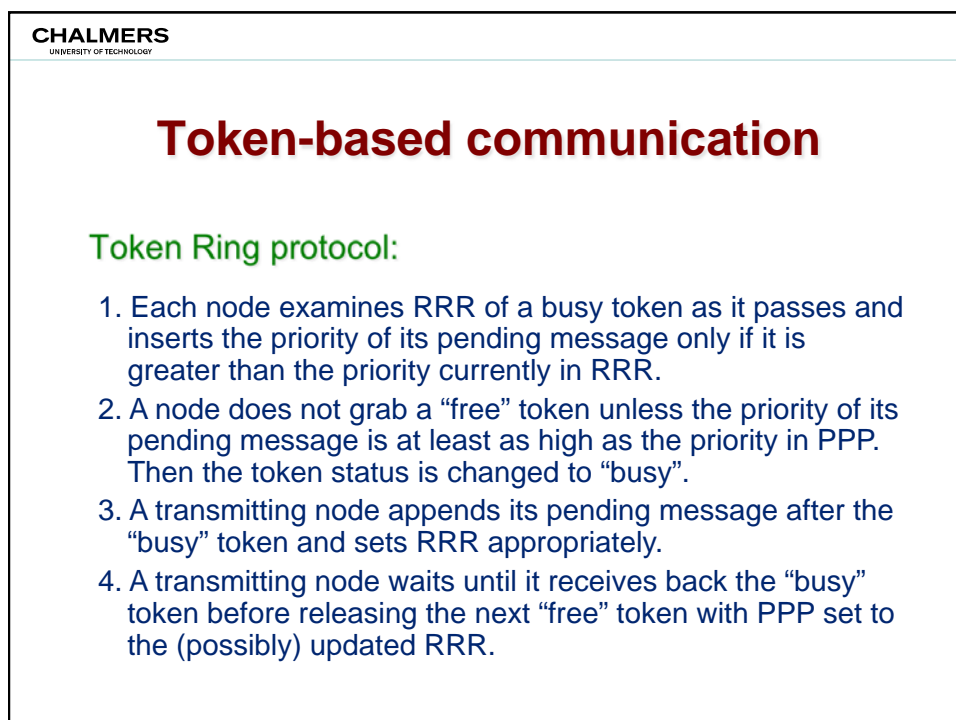 CHALMERS
UNIVERSITY OF TECHNOLOGY
Token-based communication
Token Ring protocol:
1. Each node examines RRR of a busy token as it passes and
inserts the priority of its pending message only if it is
greater than the priority currently in RRR.
2. A node does not grab a “free” token unless the priority of its
pending message is at least as high as the priority in PPP.
Then the token status is changed to “busy”.
3. A transmitting node appends its pending message after the
“busy” token and sets RRR appropriately.
4. A transmitting node waits until it receives back the “busy”
token before releasing the next “free” token with PPP set to
the (possibly) updated RRR.